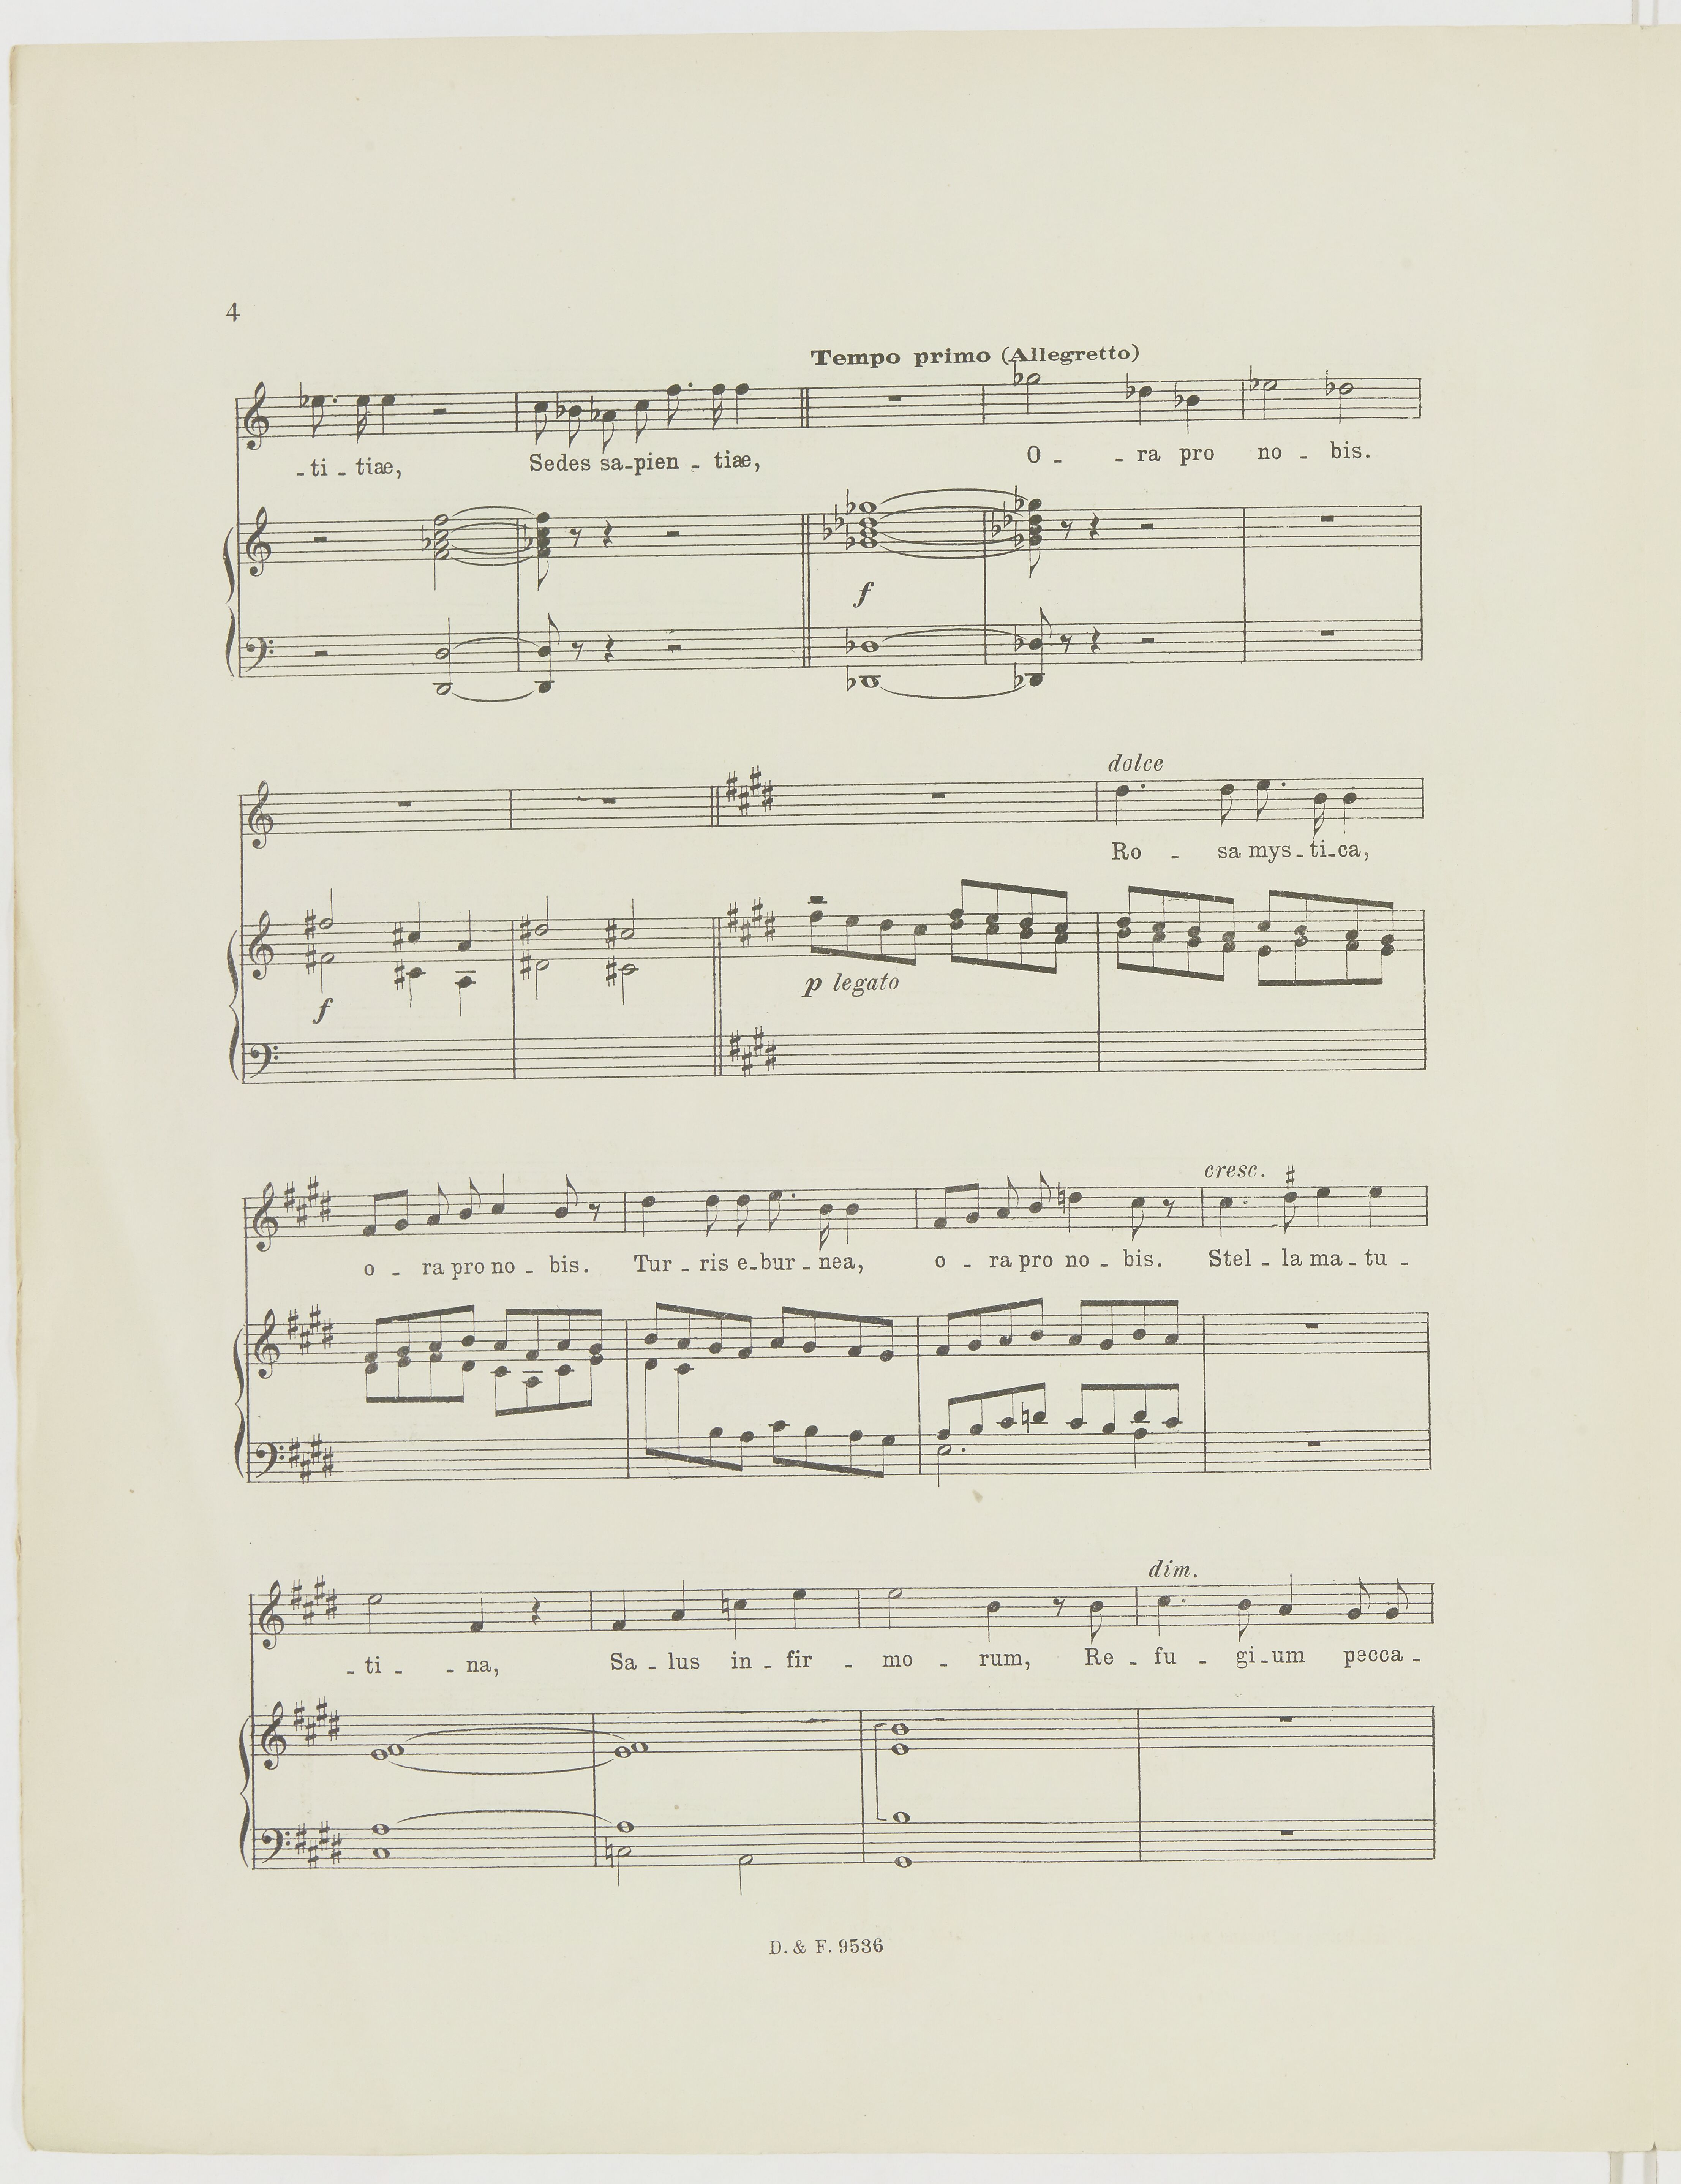 4
Tempo primo (Allegretto)
- ti - tiæ, Sedes sa-pien - tiæ, O - - ra pro no - bis.
f
dolce
Ro - sa mys-ti-ca,
p legato
f
cresc.
o - ra pro no - bis. Tur - ris e-bur - nea, o - ra pro no - bis. Stel - la ma - tu -
dim.
- ti - - na, Sa - lus in - fir - mo - rum, Re - fu - gi-um pecca -
D. & F. 9536